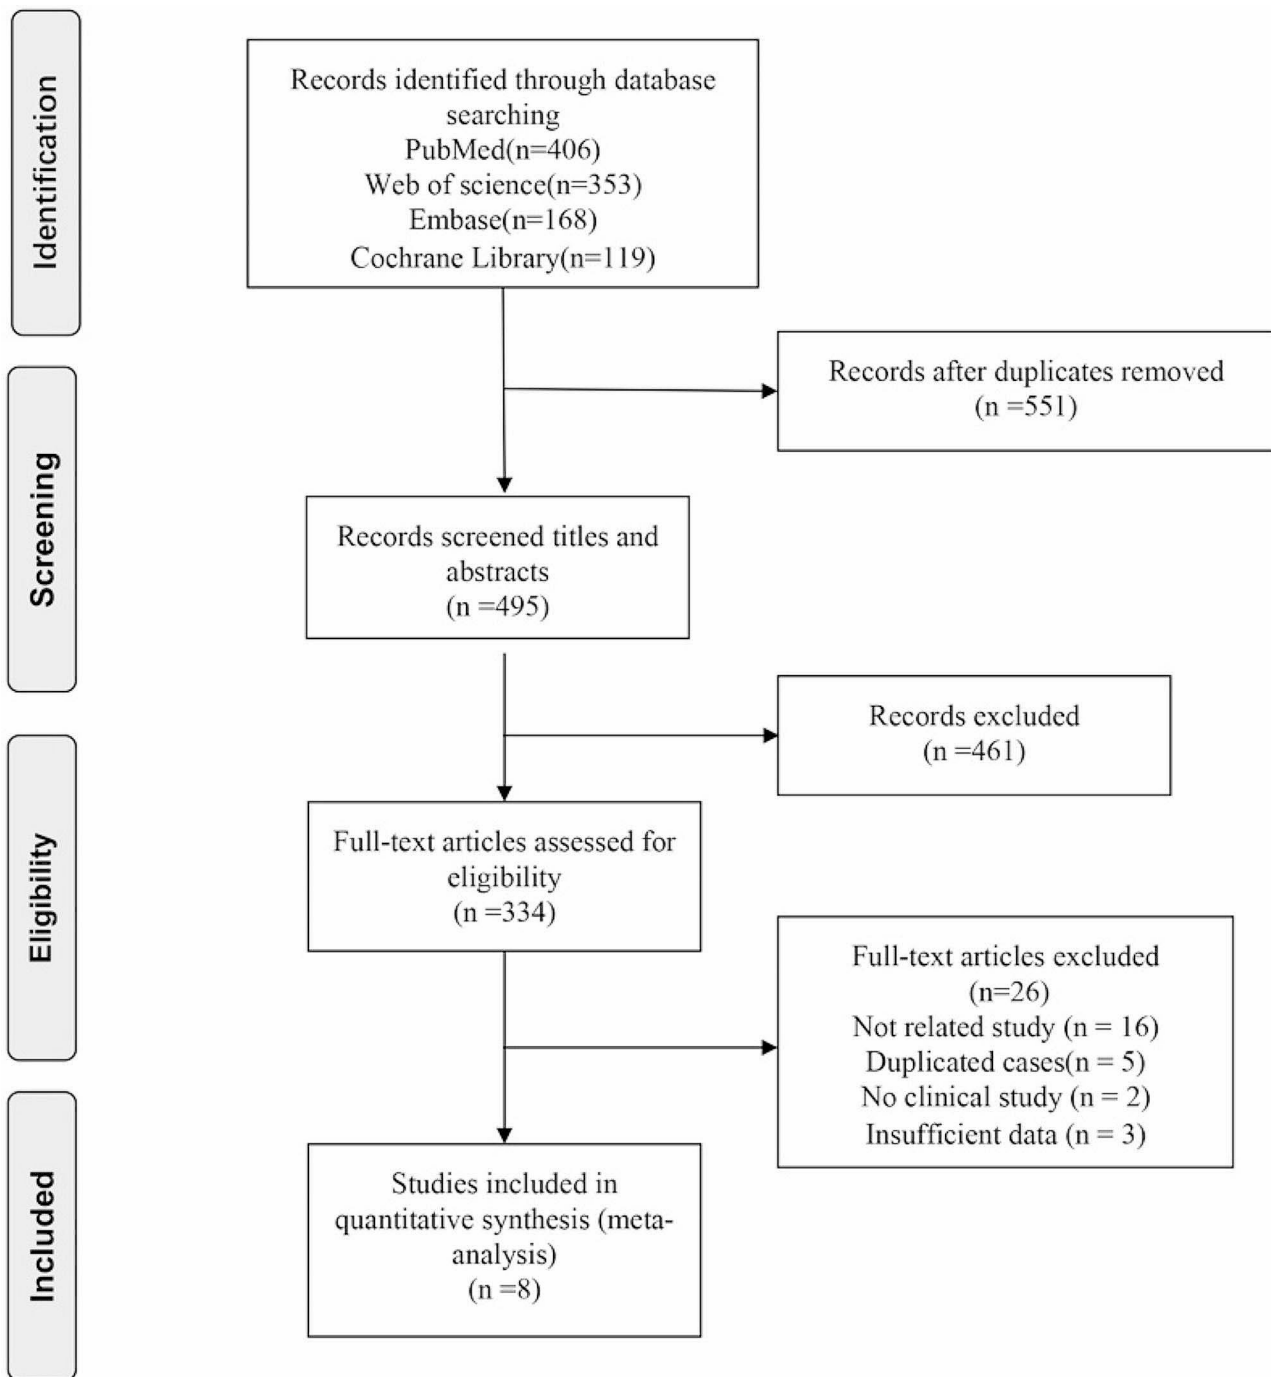 Identification
Records identified through database
searching
PubMed(n=406)
Web of science(n=353)
Embase(n=168)
Cochrane Library(n=119)
Records after duplicates removed
(n =551)
Screening
Records screened titles and
abstracts
(n =495)
Records excluded
(n =461)
Eligibility
Full-text articles assessed for
eligibility
(n =334)
Full-text articles excluded
(n=26)
Not related study (n = 16)
Duplicated cases(n = 5)
No clinical study (n = 2)
Insufficient data (n = 3)
Included
Studies included in
quantitative synthesis (meta-
analysis)
(n =8)